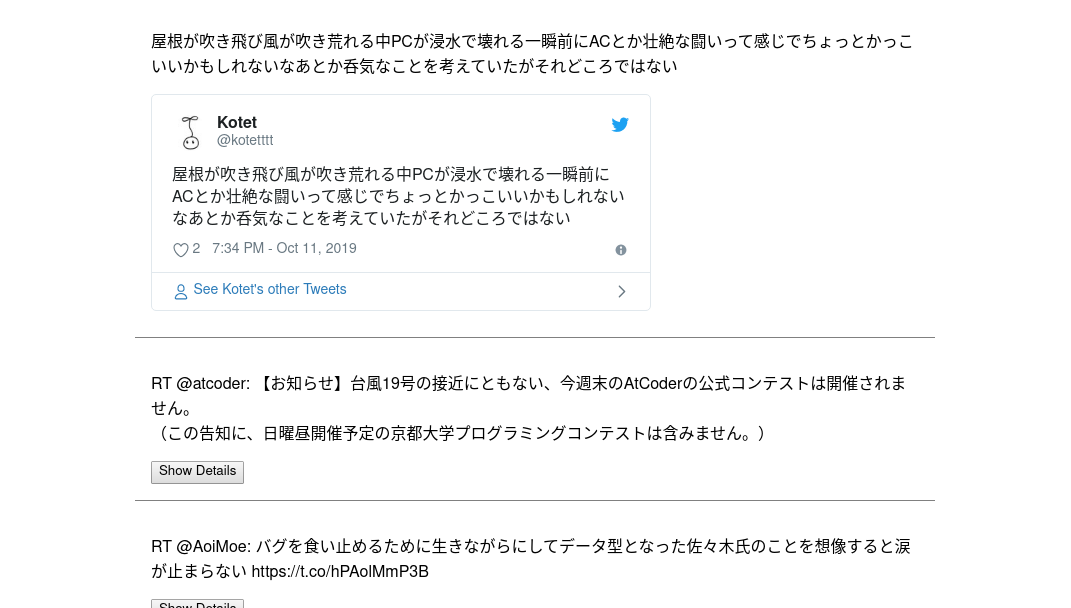 屋根が吹き飛び風が吹き荒れる中PCが浸水で壊れる一瞬前にACとか壮絶な闘いって感じでちょっとかっこ
いいかもしれないなあとか呑気なことを考えていたがそれどころではない
Kotet
@kotetttt
屋根が吹き飛び風が吹き荒れる中PCが浸水で壊れる一瞬前に
ACとか壮絶な闘いって感じでちょっとかっこいいかもしれない
なあとか呑気なことを考えていたがそれどころではない
2 7:34 PM - Oct 11, 2019
See Kotet's other Tweets
RT @atcoder: 【お知らせ】台風19号の接近にともない、今週末のAtCoderの公式コンテストは開催されま
せん。
（この告知に、日曜昼開催予定の京都大学プログラミングコンテストは含みません。）
Show Details
RT @AoiMoe: バグを食い止めるために生きながらにしてデータ型となった佐々木氏のことを想像すると涙
が止まらない https://t.co/hPAolMmP3B
Show Details